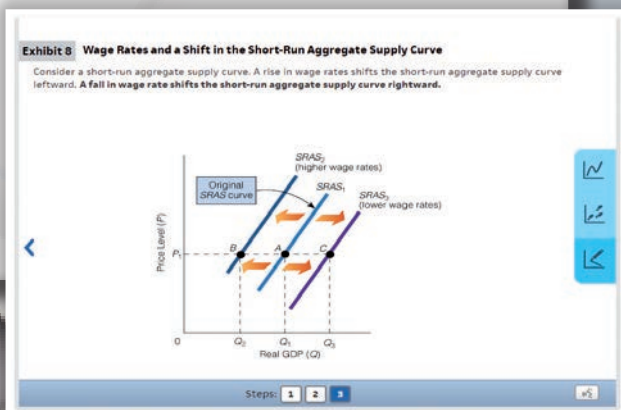 Exhibit 8 Wage Rates and a Shift in the Short-Run Aggregate Supply Curve
Consider a short-run aggregate supply curve. A rise in wage rates shifts the short-run aggregate supply curve
leftward. A fall in wage rate shifts the short-run aggregate supply curve rightward.
SRAS₂
(higher wage rates)
Original
SRAS curve
SRAS₁
SRAS₃
(lower wage rates)
Price Level (P)
P₁
B
A
C
0
Q₂
Q₁
Q₃
Real GDP (Q)
Steps: 1 2 3